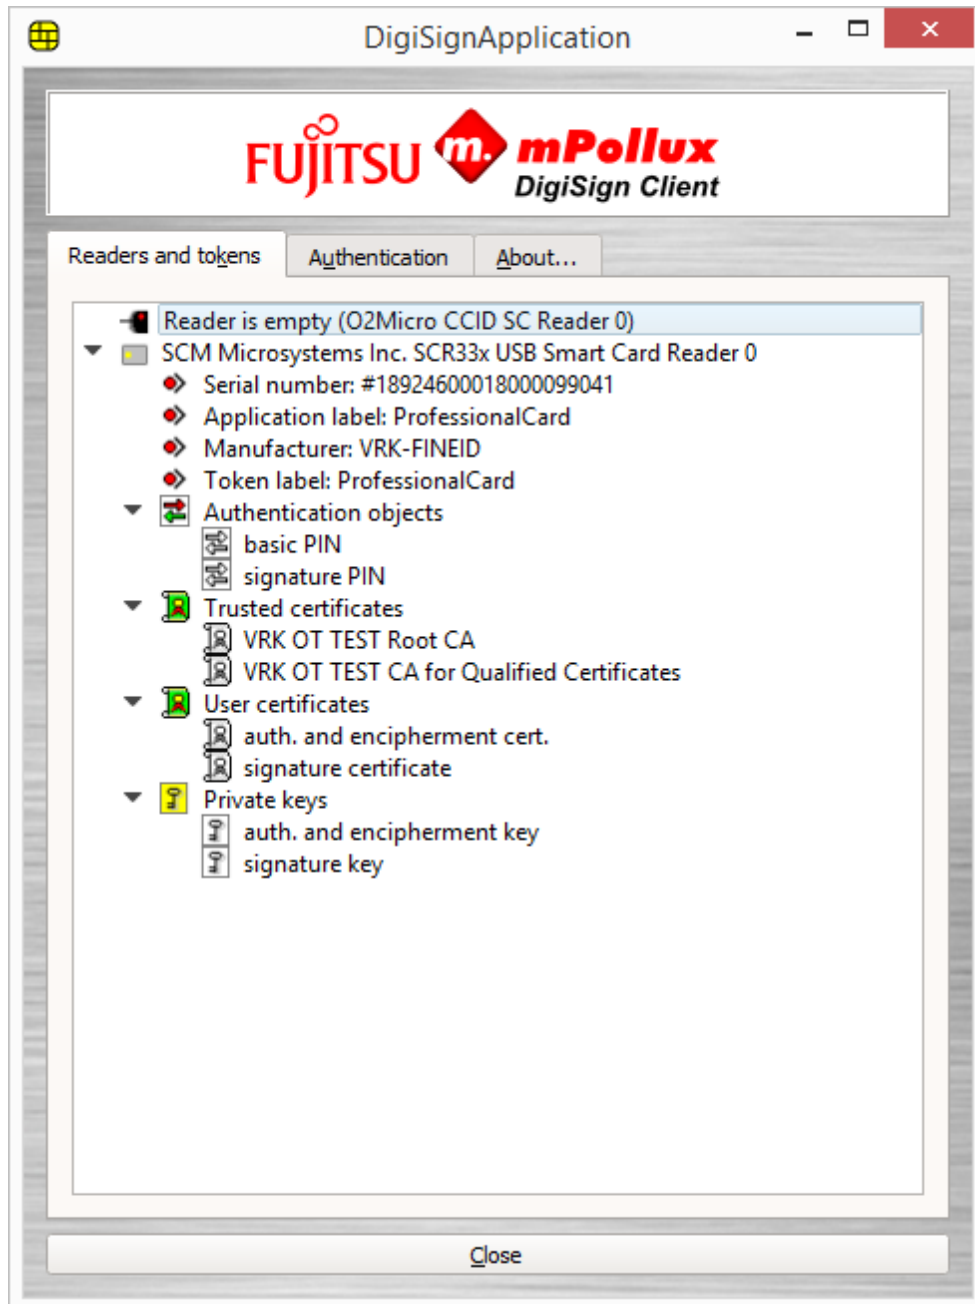 DigiSignApplication
FUJITSU m. mPollux
DigiSign Client
Readers and tokens Authentication About...
Reader is empty (O2Micro CCID SC Reader 0)
SCM Microsystems Inc. SCR33x USB Smart Card Reader 0
Serial number: #18924600018000099041
Application label: ProfessionalCard
Manufacturer: VRK-FINEID
Token label: ProfessionalCard
Authentication objects
basic PIN
signature PIN
Trusted certificates
VRK OT TEST Root CA
VRK OT TEST CA for Qualified Certificates
User certificates
auth. and encipherment cert.
signature certificate
Private keys
auth. and encipherment key
signature key
Close